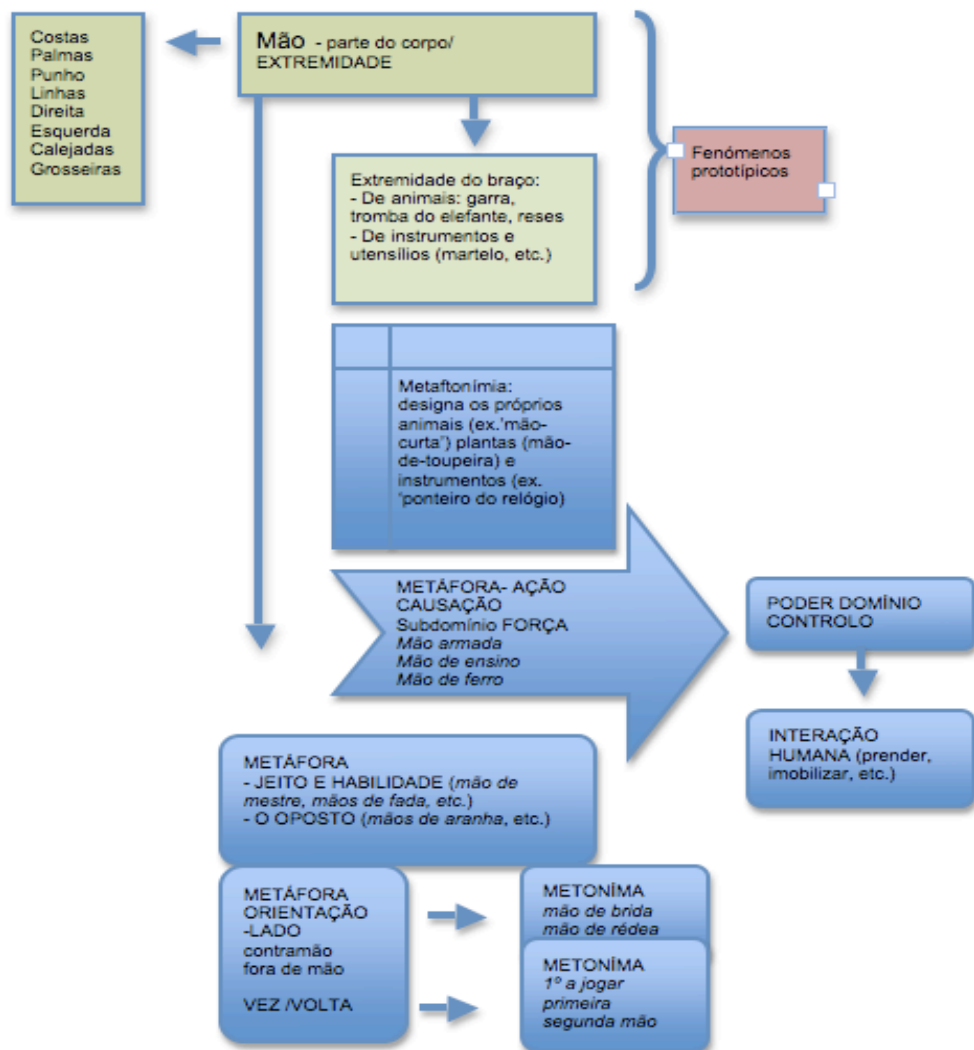 Costas
Palmas
Punho
Linhas
Direita
Esquerda
Calejadas
Grosseiras
Mão - parte do corpo/
EXTREMIDADE
Fenómenos
prototípicos
Extremidade do braço:
- De animais: garra,
tromba do elefante, reses
- De instrumentos e
utensílios (martelo, etc.)
Metaftonímia:
designa os próprios
animais (ex.'mão-
curta') plantas (mão-
de-toupeira) e
instrumentos (ex.
'ponteiro do relógio)
METÁFORA- AÇÃO
CAUSAÇÃO
Subdomínio FORÇA
Mão armada
Mão de ensino
Mão de ferro
PODER DOMÍNIO
CONTROLO
INTERAÇÃO
HUMANA (prender,
imobilizar, etc.)
METÁFORA
- JEITO E HABILIDADE (mão de
mestre, mãos de fada, etc.)
- O OPOSTO (mãos de aranha, etc.)
METÁFORA
ORIENTAÇÃO
-LADO
contramão
fora de mão
VEZ /VOLTA
METONÍMA
mão de brida
mão de rédea
METONÍMA
1º a jogar
primeira
segunda mão